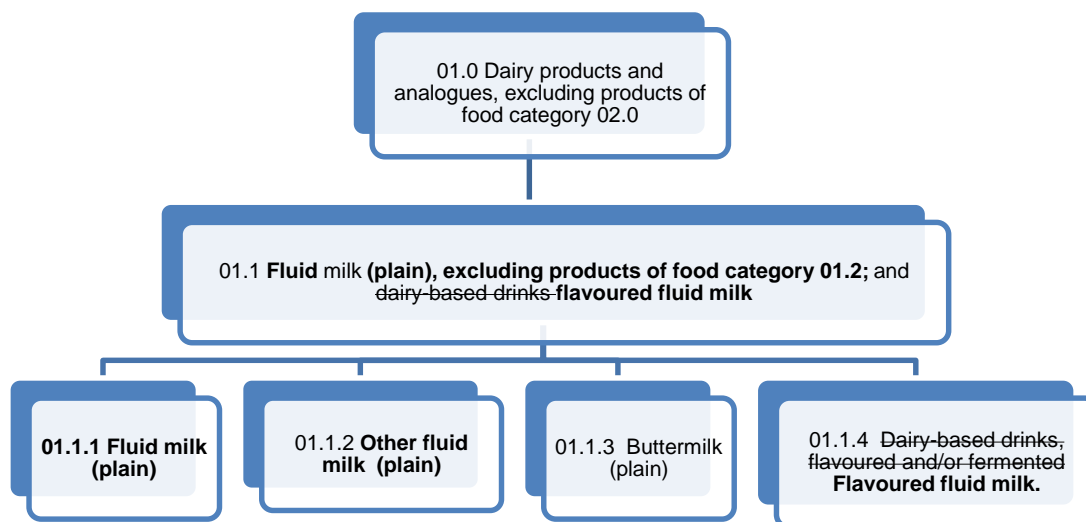 01.0 Dairy products and
analogues, excluding products of
food category 02.0
01.1 Fluid milk (plain), excluding products of food category 01.2; and
dairy-based drinks flavoured fluid milk
01.1.1 Fluid milk
(plain)
01.1.2 Other fluid
milk (plain)
01.1.3 Buttermilk
(plain)
01.1.4 Dairy-based drinks,
flavoured and/or fermented
Flavoured fluid milk.